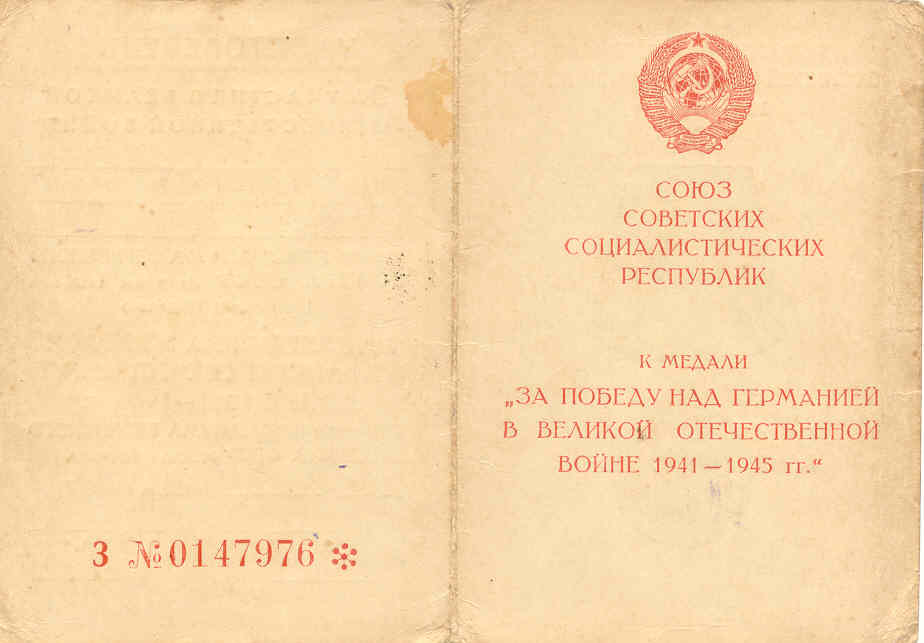 З №0147976
СОЮЗ
СОВЕТСКИХ
СОЦИАЛИСТИЧЕСКИХ
РЕСПУБЛИК
К МЕДАЛИ
„ЗА ПОБЕДУ НАД ГЕРМАНИЕЙ
В ВЕЛИКОЙ ОТЕЧЕСТВЕННОЙ
ВОЙНЕ 1941—1945 гг.“